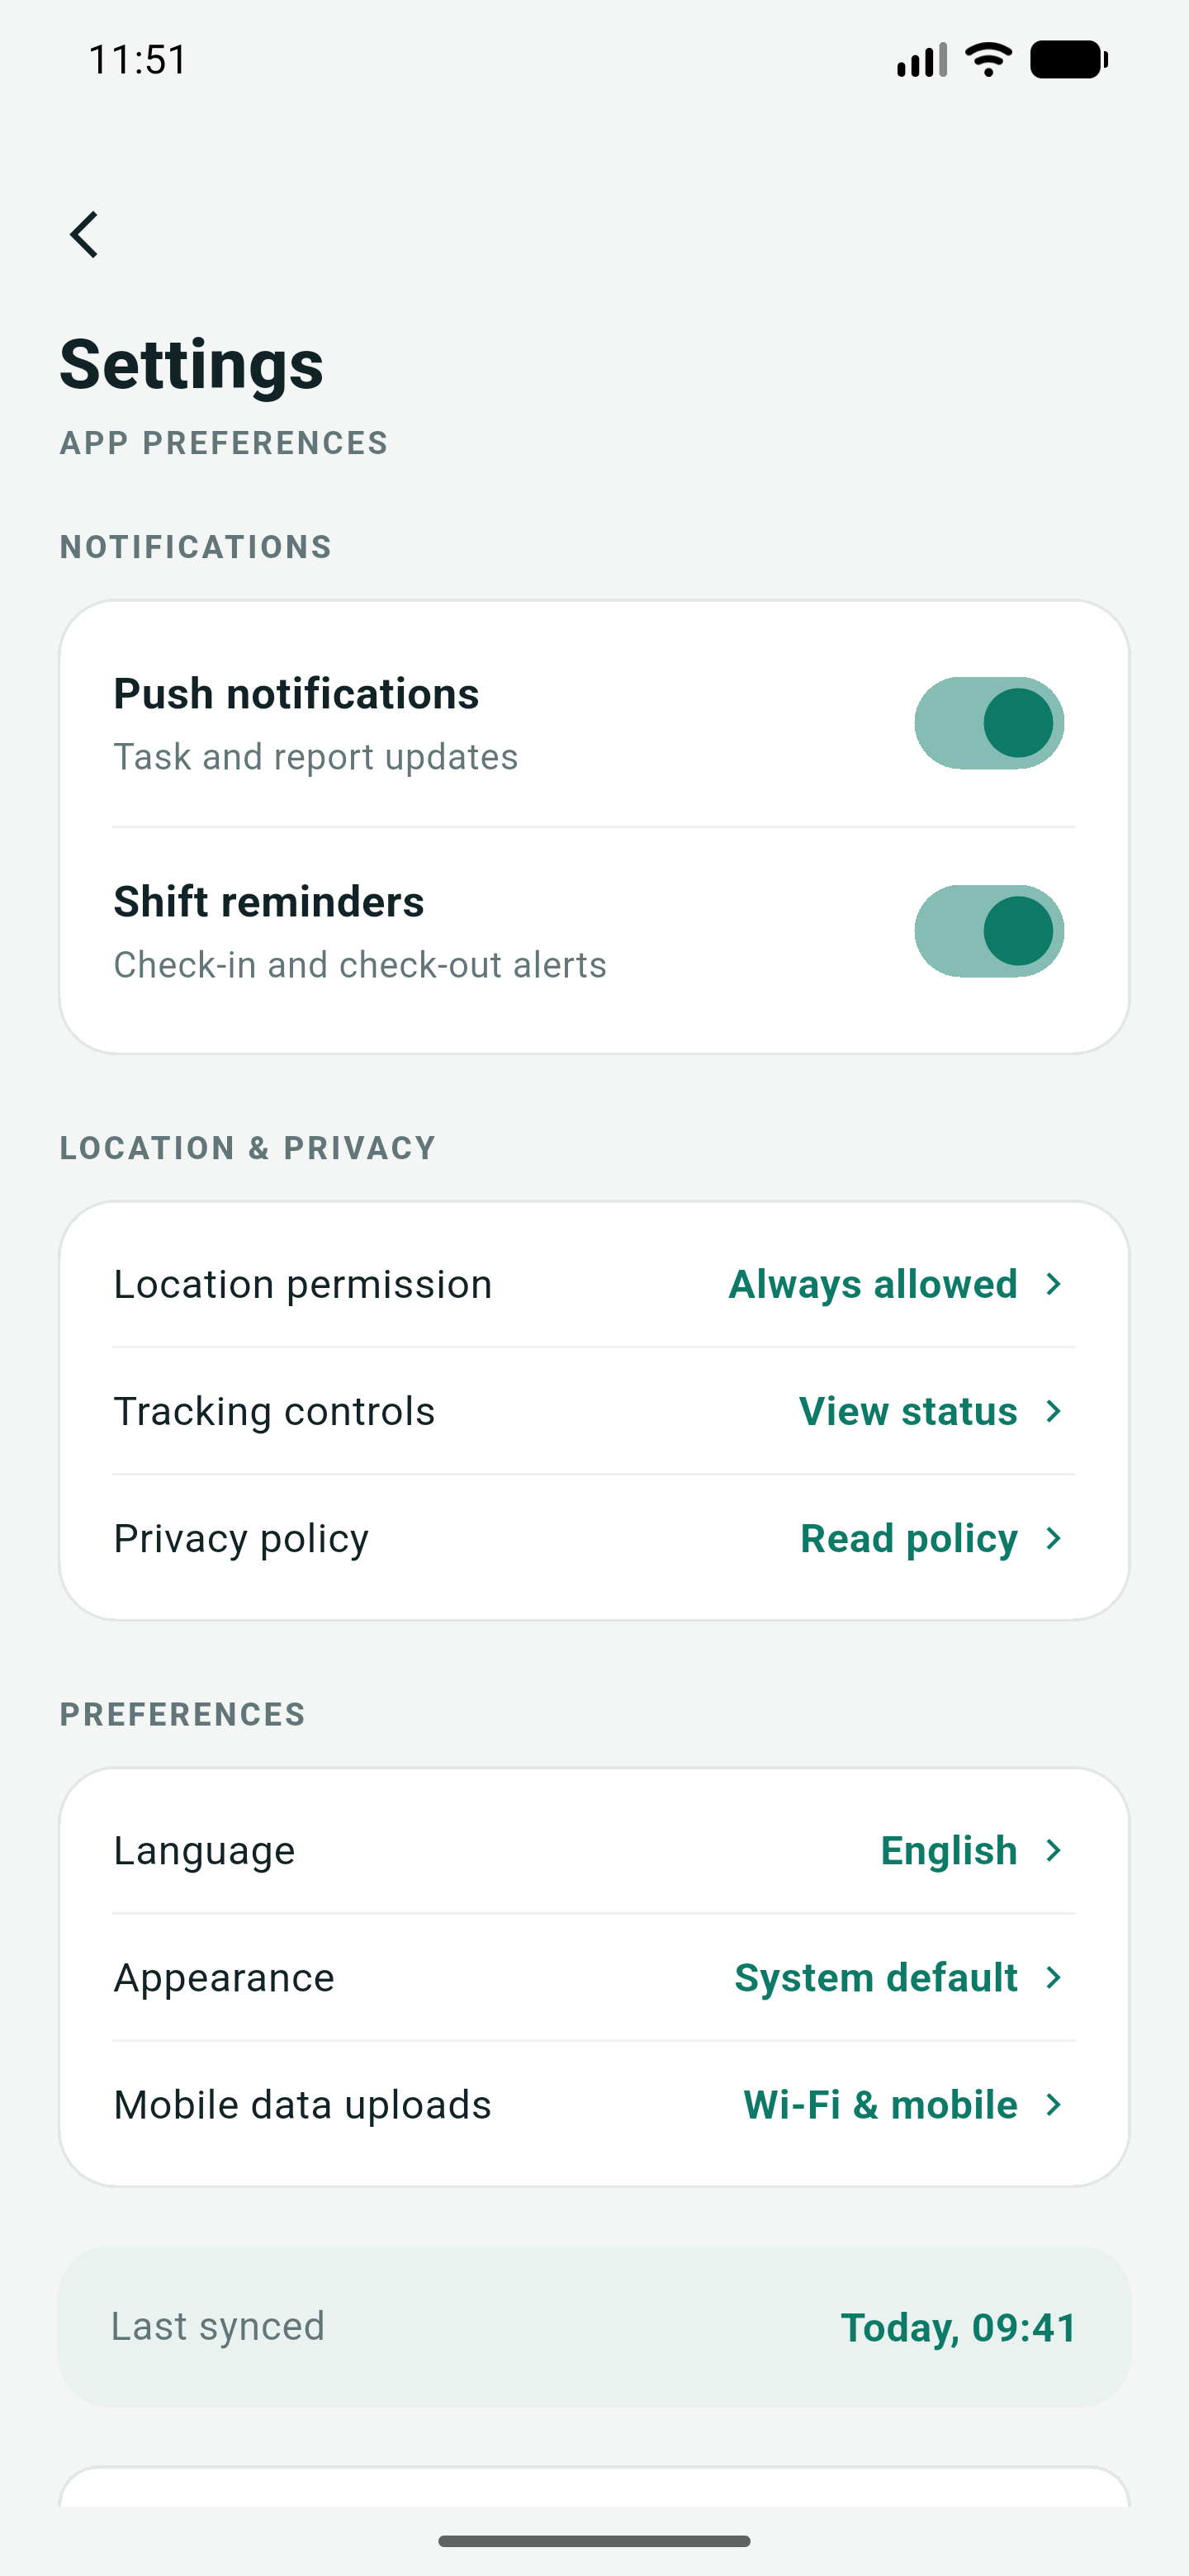 11:51
Settings
APP PREFERENCES
NOTIFICATIONS
Push notifications
Task and report updates
Shift reminders
Check-in and check-out alerts
LOCATION & PRIVACY
Location permission Always allowed
Tracking controls View status
Privacy policy Read policy
PREFERENCES
Language English
Appearance System default
Mobile data uploads Wi-Fi & mobile
Last synced Today, 09:41